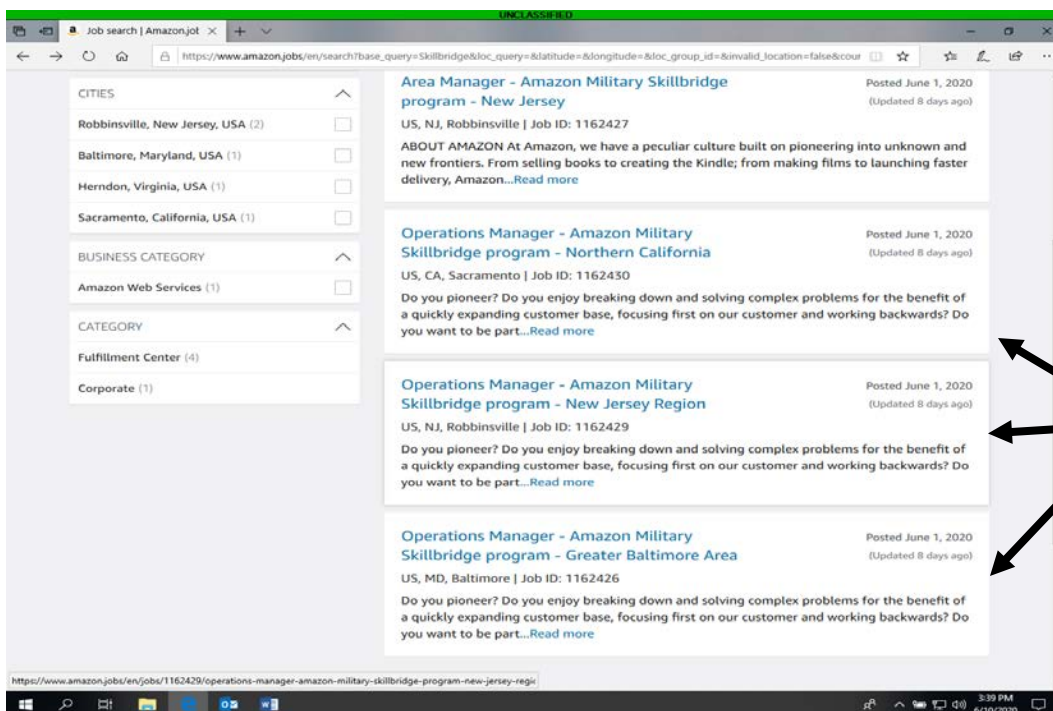 UNCLASSIFIED
Job search | Amazon.jot
https://www.amazon.jobs/en/search?base_query=Skillbridge&loc_query=&latitude=&longitude=&loc_group_id=&invalid_location=false&cour
CITIES
Robbinsville, New Jersey, USA (2)
Baltimore, Maryland, USA (1)
Herndon, Virginia, USA (1)
Sacramento, California, USA (1)
BUSINESS CATEGORY
Amazon Web Services (1)
CATEGORY
Fulfillment Center (4)
Corporate (1)
Area Manager - Amazon Military Skillbridge
program - New Jersey
Posted June 1, 2020
(Updated 8 days ago)
US, NJ, Robbinsville | Job ID: 1162427
ABOUT AMAZON At Amazon, we have a peculiar culture built on pioneering into unknown and
new frontiers. From selling books to creating the Kindle; from making films to launching faster
delivery, Amazon...Read more
Operations Manager - Amazon Military
Skillbridge program - Northern California
Posted June 1, 2020
(Updated 8 days ago)
US, CA, Sacramento | Job ID: 1162430
Do you pioneer? Do you enjoy breaking down and solving complex problems for the benefit of
a quickly expanding customer base, focusing first on our customer and working backwards? Do
you want to be part...Read more
Operations Manager - Amazon Military
Skillbridge program - New Jersey Region
Posted June 1, 2020
(Updated 8 days ago)
US, NJ, Robbinsville | Job ID: 1162429
Do you pioneer? Do you enjoy breaking down and solving complex problems for the benefit of
a quickly expanding customer base, focusing first on our customer and working backwards? Do
you want to be part...Read more
Operations Manager - Amazon Military
Skillbridge program - Greater Baltimore Area
Posted June 1, 2020
(Updated 8 days ago)
US, MD, Baltimore | Job ID: 1162426
Do you pioneer? Do you enjoy breaking down and solving complex problems for the benefit of
a quickly expanding customer base, focusing first on our customer and working backwards? Do
you want to be part...Read more
https://www.amazon.jobs/en/jobs/1162429/operations-manager-amazon-military-skillbridge-program-new-jersey-regi
3:39 PM
6/10/2020